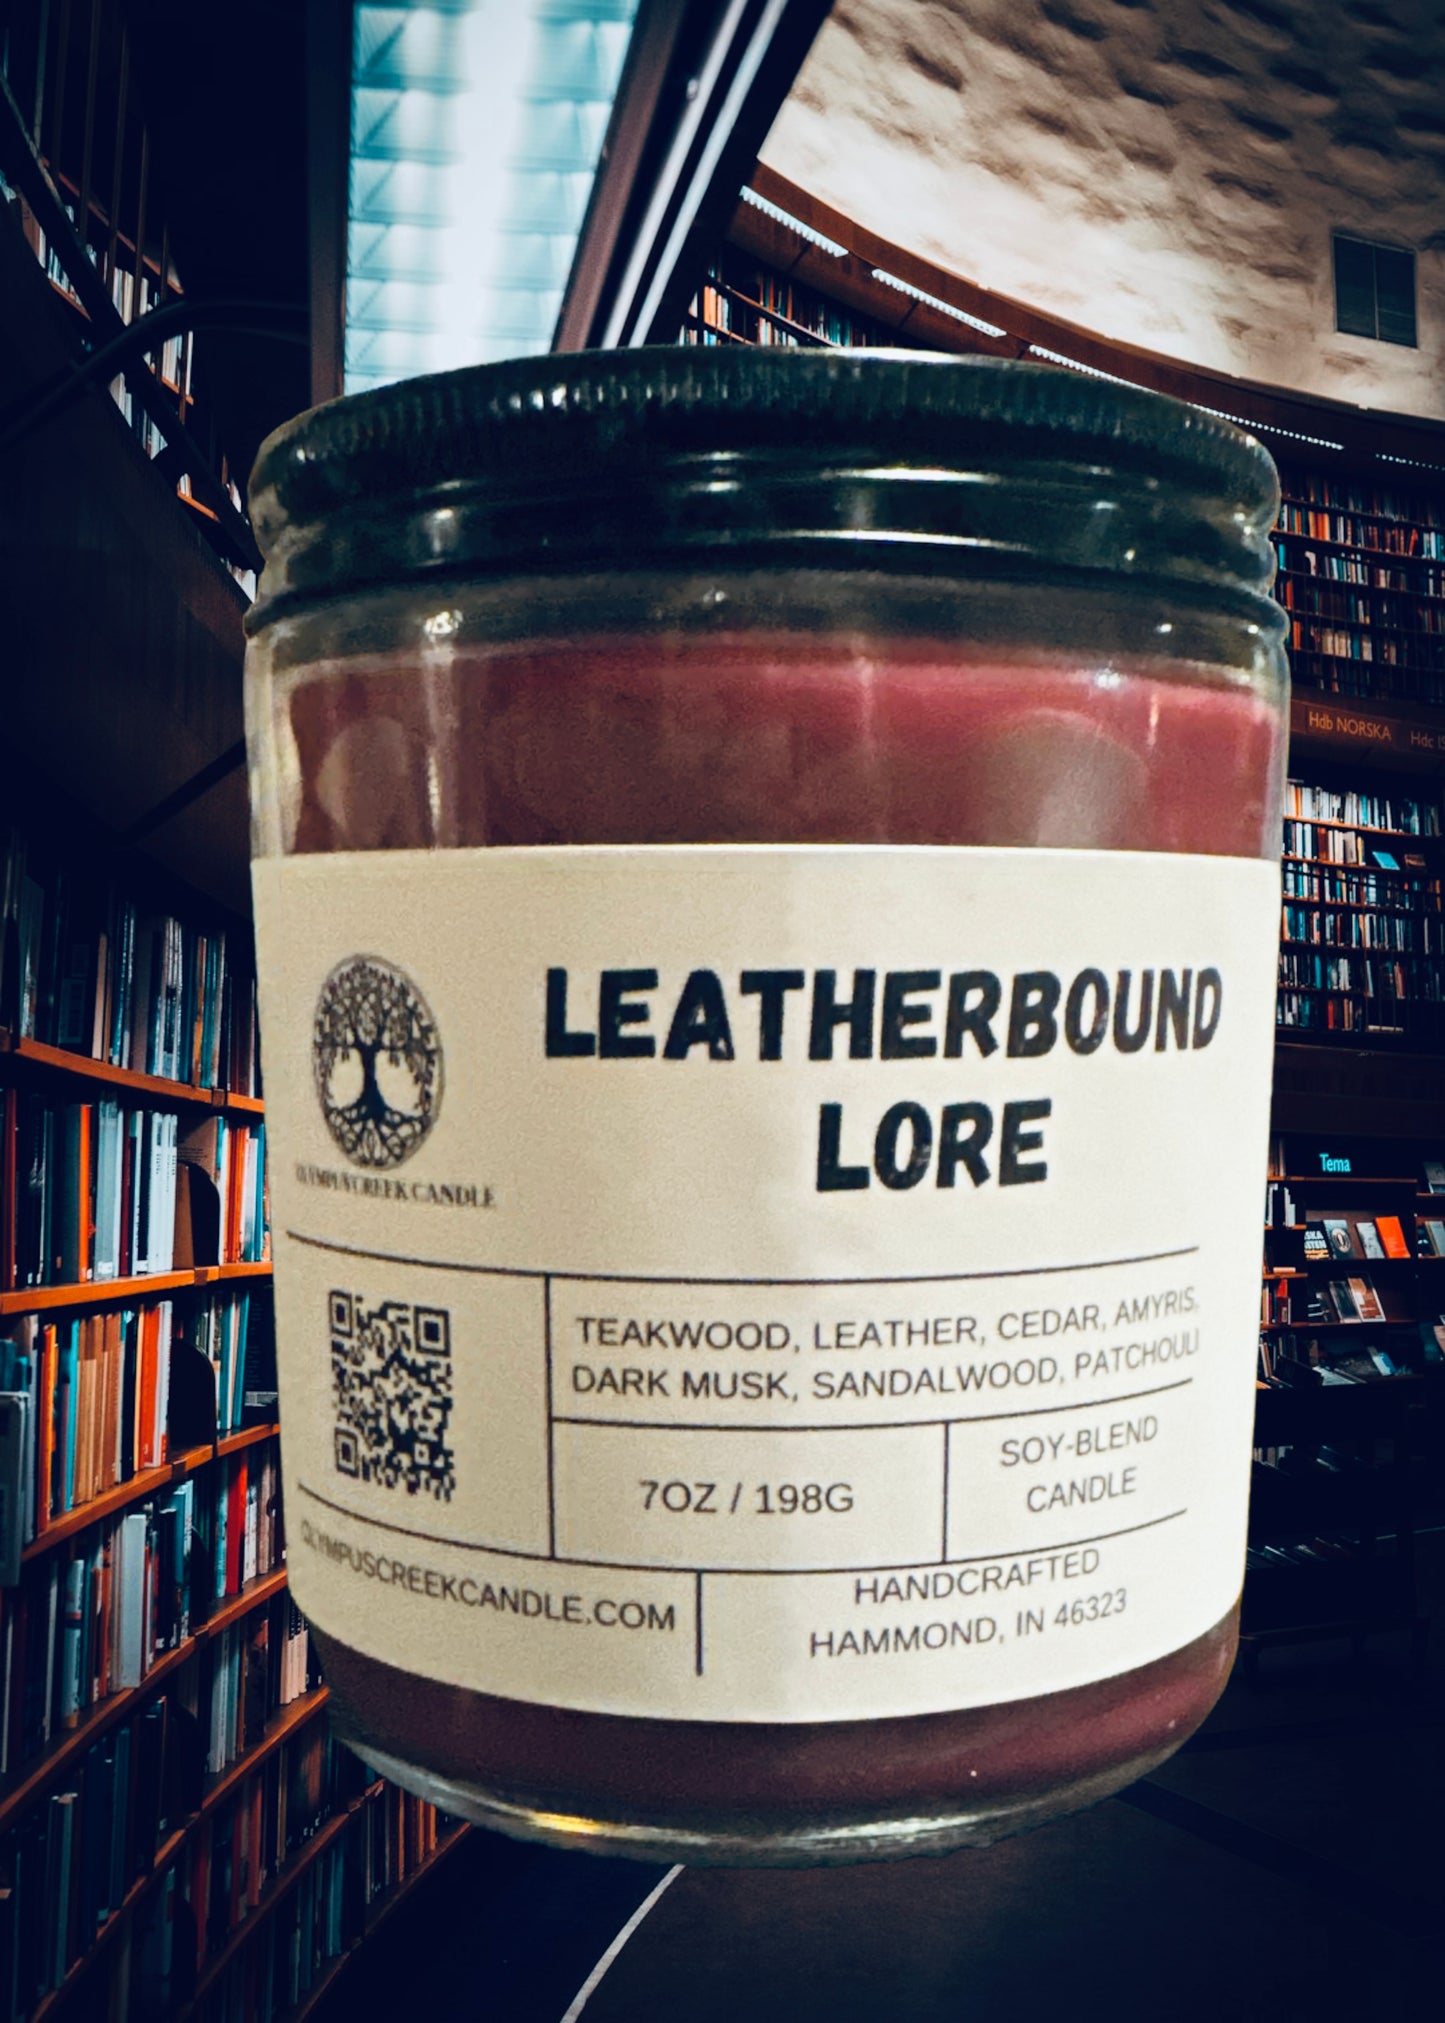 LEATHERBOUND
LORE
OLYMPUSCREEK CANDLE
TEAKWOOD, LEATHER, CEDAR, AMYRIS,
DARK MUSK, SANDALWOOD, PATCHOULI
7OZ / 198G
SOY-BLEND
CANDLE
OLYMPUSCREEKCANDLE.COM
HANDCRAFTED
HAMMOND, IN 46323
Hdb NORSKA
Hdc
Tema